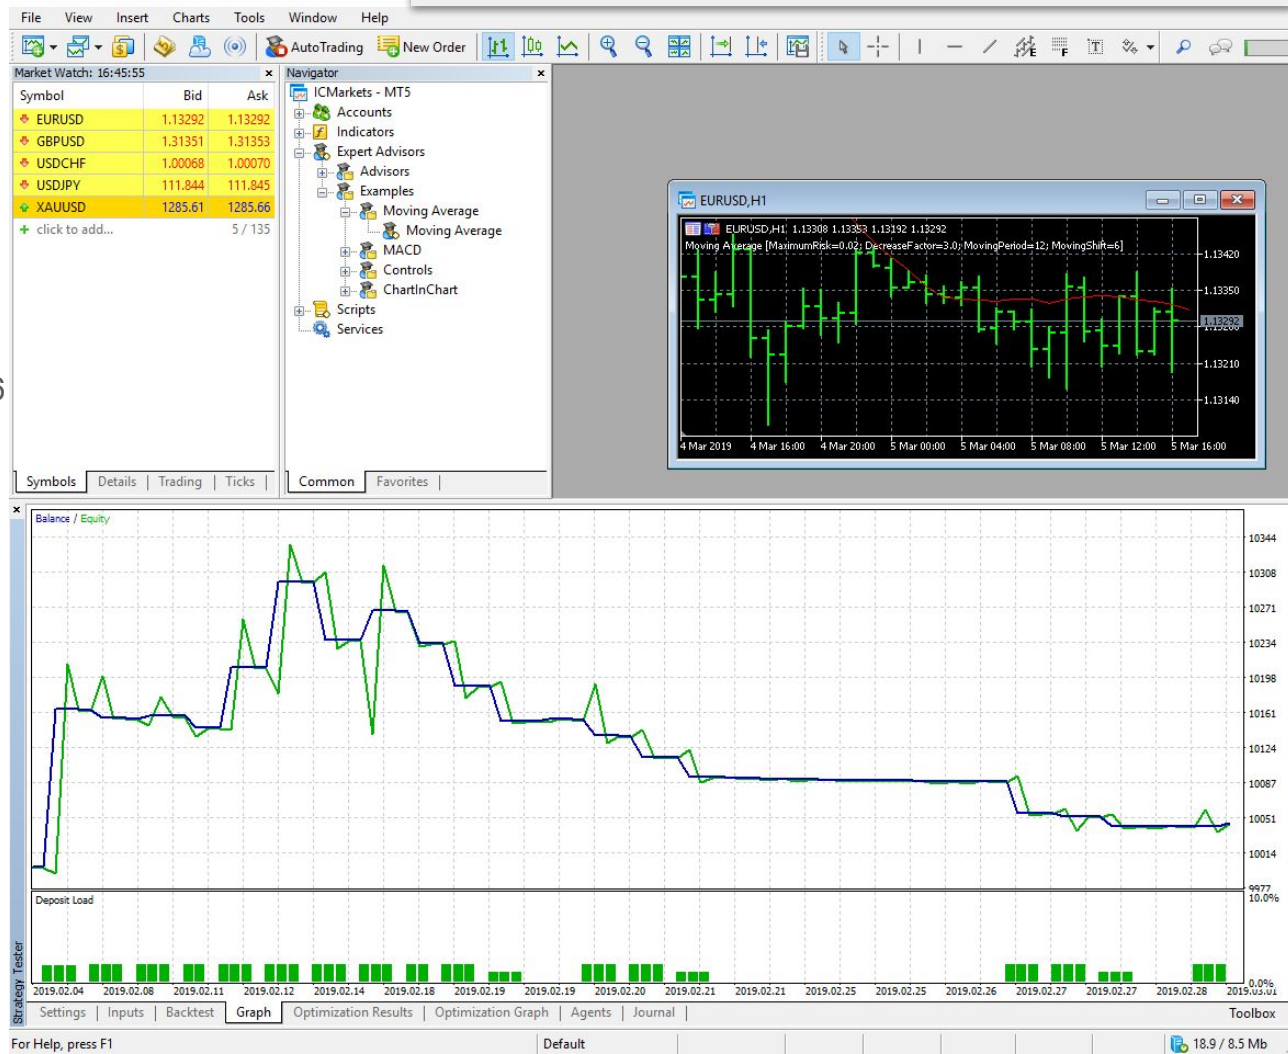 File View Insert Charts Tools Window Help
AutoTrading New Order E F T
Market Watch: 16:45:55
Symbol Bid Ask
EURUSD 1.13292 1.13292
GBPUSD 1.31351 1.31353
USDCHF 1.00068 1.00070
USDJPY 111.844 111.845
XAUUSD 1285.61 1285.66
click to add... 5 / 135
Symbols Details Trading Ticks
Navigator
ICMarkets - MT5
Accounts
Indicators
Expert Advisors
Advisors
Examples
Moving Average
Moving Average
MACD
Controls
ChartInChart
Scripts
Services
Common Favorites
EURUSD,H1
EURUSD,H1 1.13308 1.13353 1.13192 1.13292
Moving Average [MaximumRisk=0.02; DecreaseFactor=3.0; MovingPeriod=12; MovingShift=6]
1.13420
1.13350
1.13292
1.13210
1.13140
4 Mar 2019 4 Mar 16:00 4 Mar 20:00 5 Mar 00:00 5 Mar 04:00 5 Mar 08:00 5 Mar 12:00 5 Mar 16:00
Balance / Equity
10344
10308
10271
10234
10198
10161
10124
10087
10051
10014
9977
Deposit Load
10.0%
0.0%
2019.02.04 2019.02.08 2019.02.11 2019.02.12 2019.02.14 2019.02.18 2019.02.19 2019.02.19 2019.02.20 2019.02.21 2019.02.21 2019.02.25 2019.02.25 2019.02.26 2019.02.27 2019.02.27 2019.02.28 2019.03.01
Strategy Tester
Settings Inputs Backtest Graph Optimization Results Optimization Graph Agents Journal Toolbox
For Help, press F1 Default 18.9 / 8.5 Mb